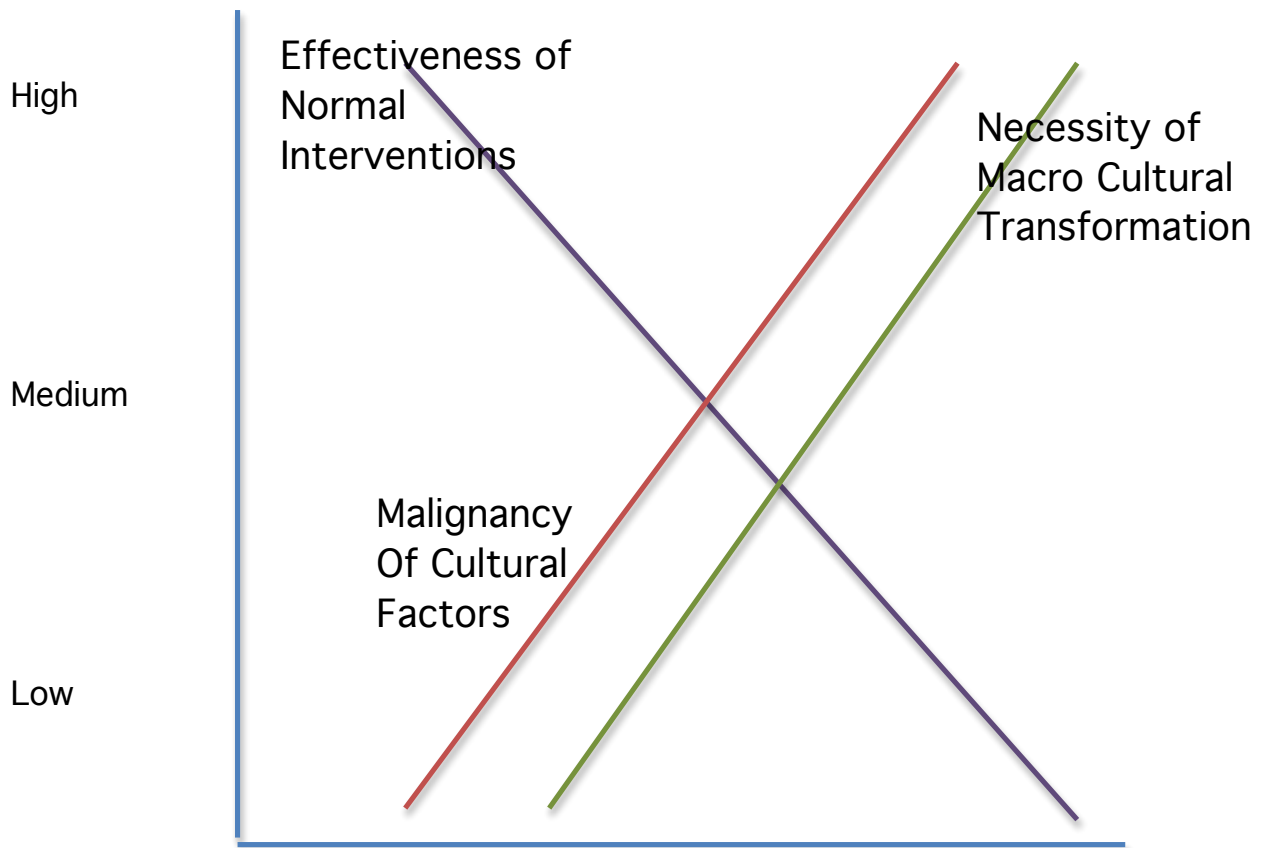 Effectiveness of
Normal
Interventions
High
Necessity of
Macro Cultural
Transformation
Medium
Malignancy
Of Cultural
Factors
Low